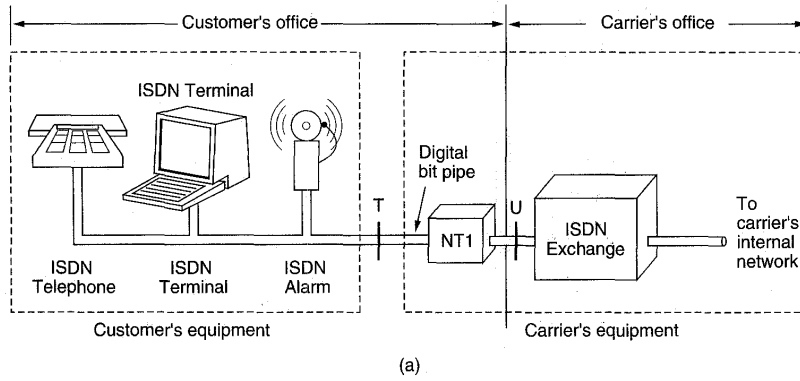 Customer's office
Carrier's office
ISDN Terminal
Digital
bit pipe
T
U
NT1
ISDN
Exchange
To
carrier's
internal
network
ISDN
Telephone
ISDN
Terminal
ISDN
Alarm
Customer's equipment
Carrier's equipment
(a)